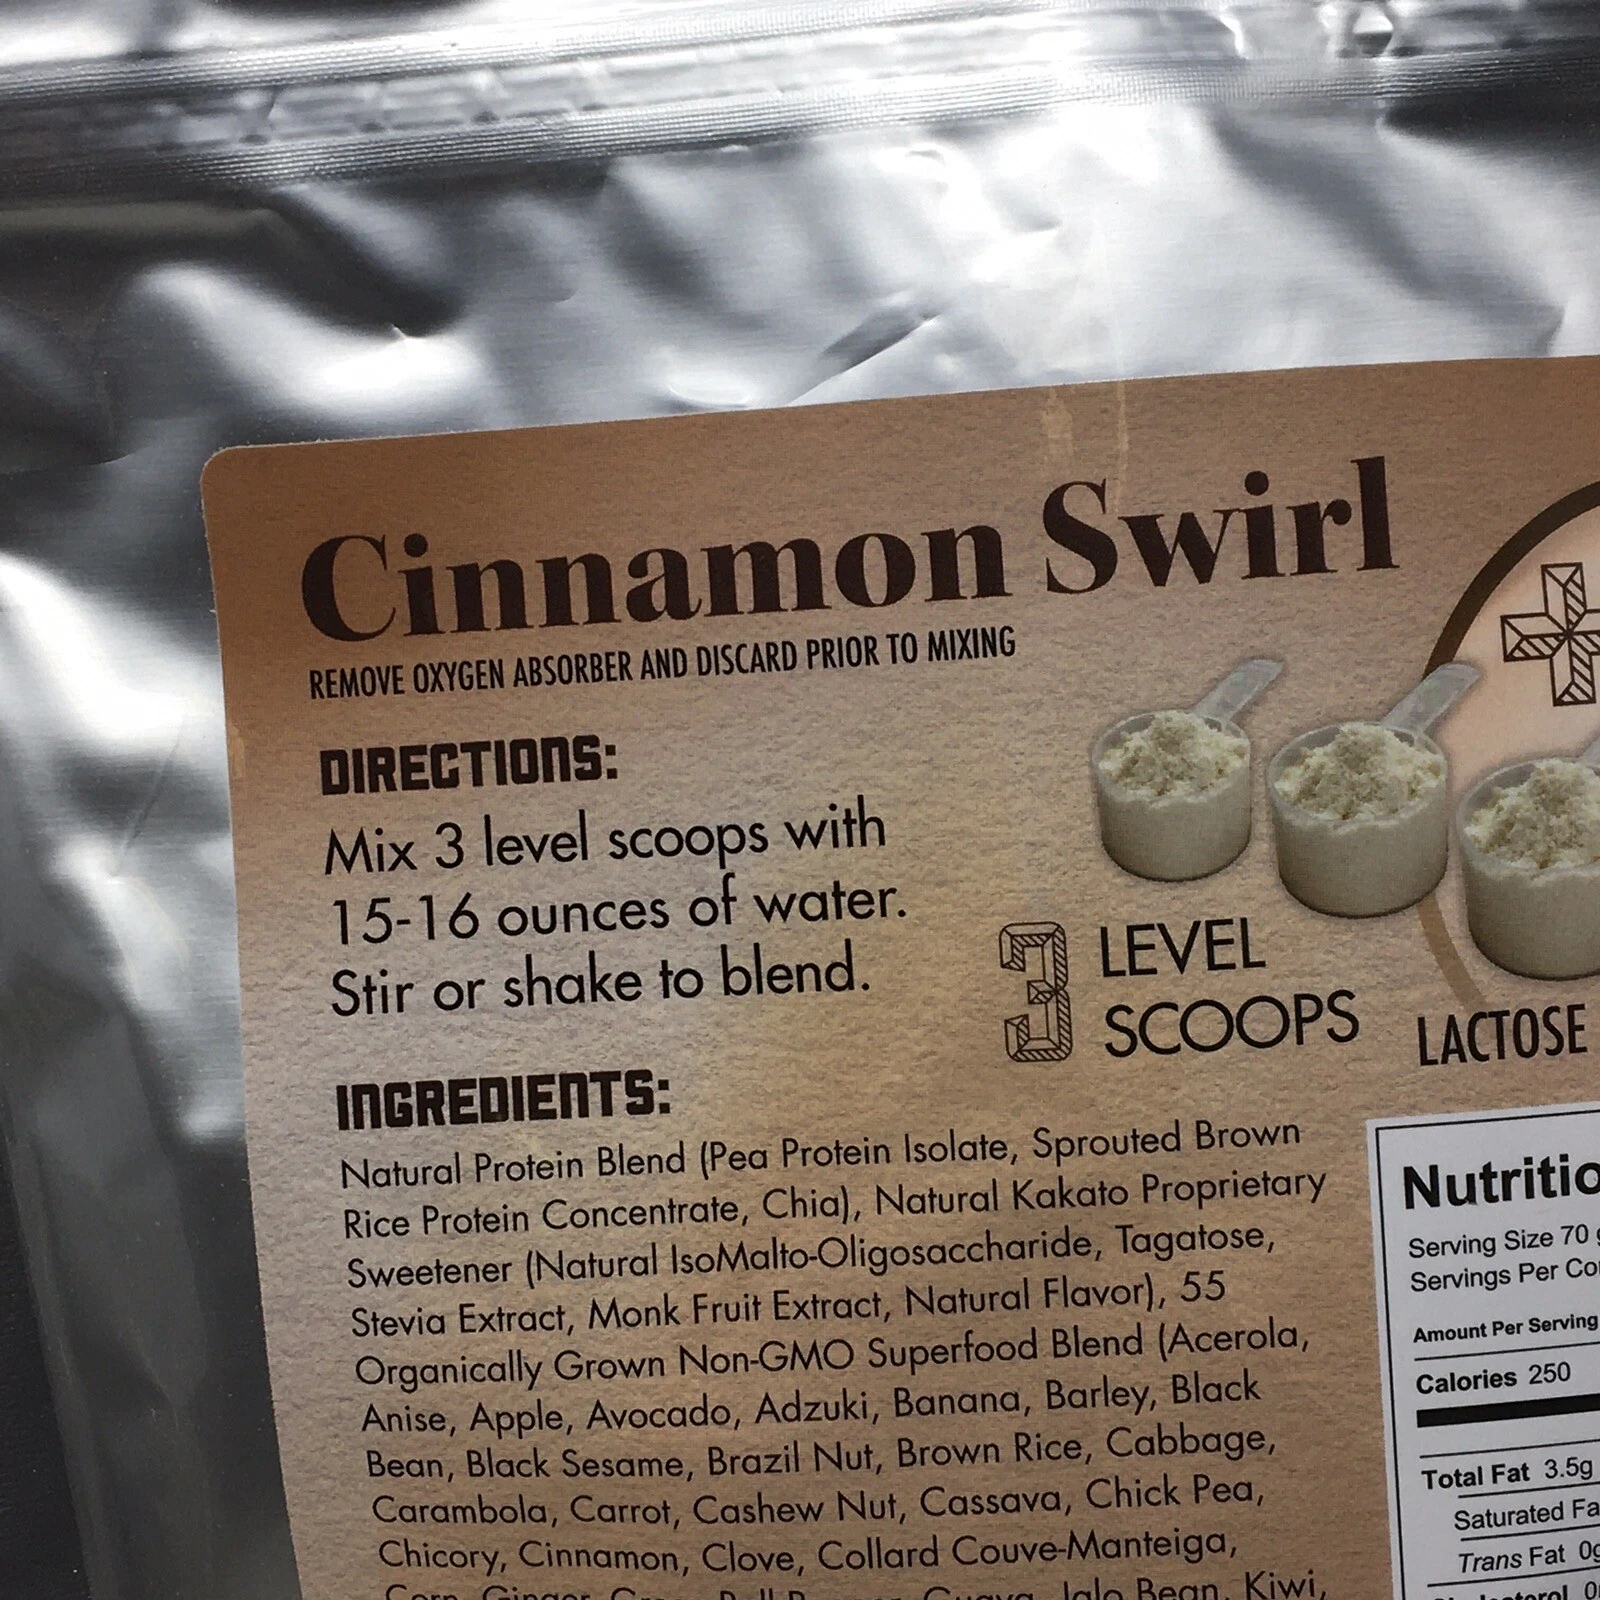 Cinnamon Swirl
REMOVE OXYGEN ABSORBER AND DISCARD PRIOR TO MIXING
DIRECTIONS:
Mix 3 level scoops with
15-16 ounces of water.
Stir or shake to blend.
3 LEVEL
SCOOPS
LACTOSE
INGREDIENTS:
Natural Protein Blend (Pea Protein Isolate, Sprouted Brown
Rice Protein Concentrate, Chia), Natural Kakato Proprietary
Sweetener (Natural IsoMalto-Oligosaccharide, Tagatose,
Stevia Extract, Monk Fruit Extract, Natural Flavor), 55
Organically Grown Non-GMO Superfood Blend (Acerola,
Anise, Apple, Avocado, Adzuki, Banana, Barley, Black
Bean, Black Sesame, Brazil Nut, Brown Rice, Cabbage,
Carambola, Carrot, Cashew Nut, Cassava, Chick Pea,
Chicory, Cinnamon, Clove, Collard Couve-Manteiga,
Corn, Ginger, Guava, Jalo Bean, Kiwi,
Nutritio
Serving Size 70 g
Servings Per Co
Amount Per Serving
Calories 250
Total Fat 3.5g
Saturated Fa
Trans Fat 0g